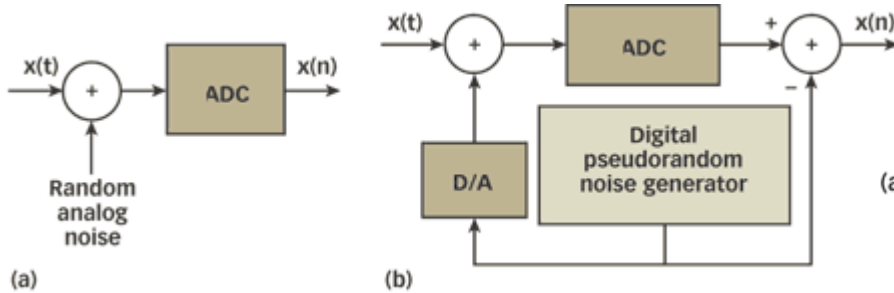 x(t)
+
ADC
x(n)
Random
analog
noise
(a)
x(t)
+
ADC
+
+
x(n)
−
D/A
Digital
pseudorandom
noise generator
(b)
(a